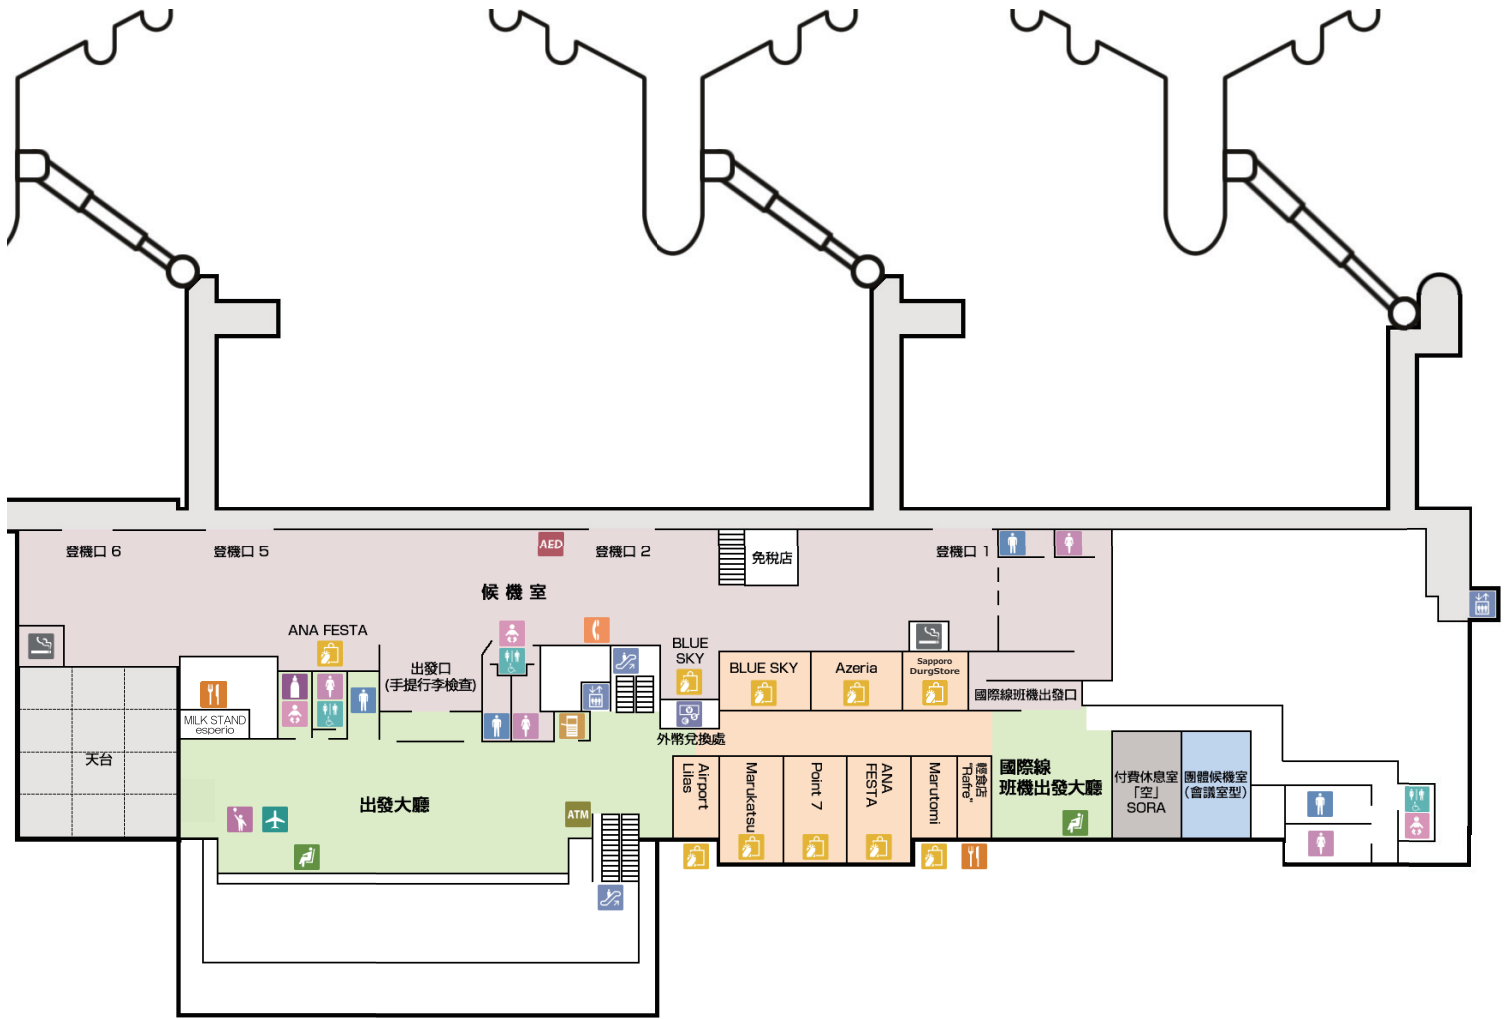 登機口 6
登機口 5
AED
登機口 2
免稅店
登機口 1
候 機 室
ANA FESTA
出發口
(手提行李檢查)
BLUE
SKY
BLUE SKY
Azeria
Sapporo
DurgStore
國際線班機出發口
MILK STAND
esperio
外幣兌換處
天台
出發大廳
ATM
Airport
Lilas
Marukatsu
Point 7
ANA
FESTA
Marutomi
輕食店
"Rafre"
國際線
班機出發大廳
付費休息室
「空」
SORA
團體候機室
(會議室型)